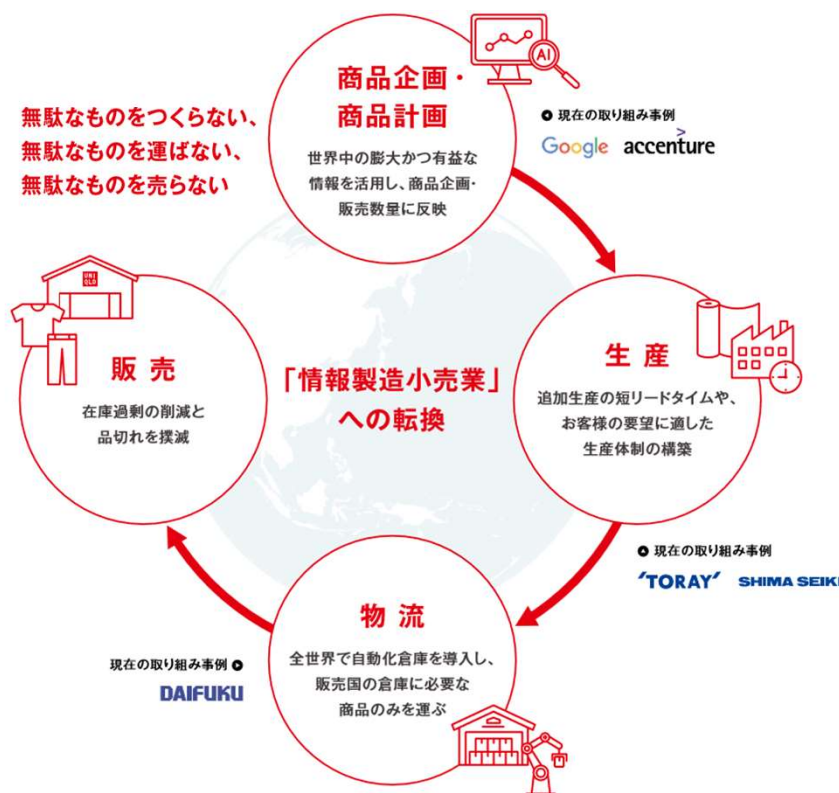 AI
商品企画・
商品計画
世界中の膨大かつ有益な
情報を活用し、商品企画・
販売数量に反映
無駄なものをつくらない、
無駄なものを運ばない、
無駄なものを売らない
現在の取り組み事例
Google accenture
UNI
QLO
販売
在庫過剰の削減と
品切れを撲滅
「情報製造小売業」
への転換
生産
追加生産の短リードタイムや、
お客様の要望に適した
生産体制の構築
現在の取り組み事例
'TORAY' SHIMA SEIKI
物流
全世界で自動化倉庫を導入し、
販売国の倉庫に必要な
商品のみを運ぶ
現在の取り組み事例
DAIFUKU